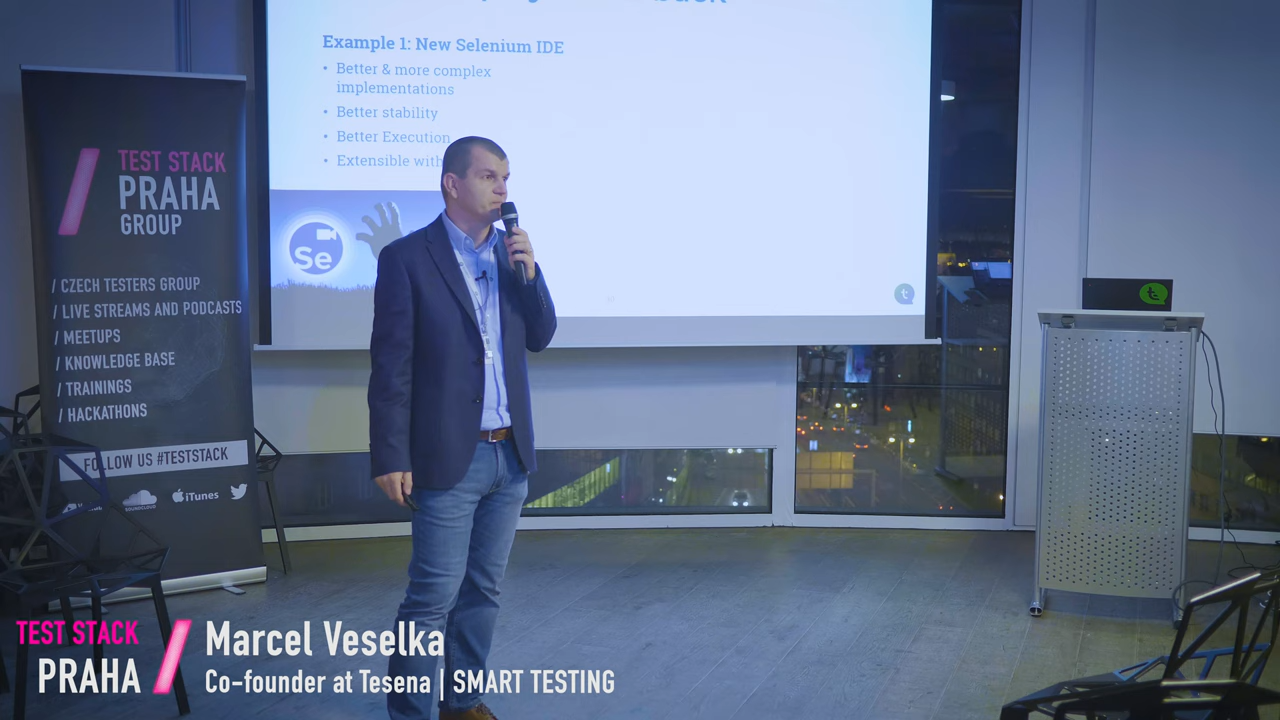 Example 1: New Selenium IDE
• Better & more complex
implementations
• Better stability
• Better Execution
• Extensible with
Se
TEST STACK
PRAHA
GROUP
/ CZECH TESTERS GROUP
/ LIVE STREAMS AND PODCASTS
/ MEETUPS
/ KNOWLEDGE BASE
/ TRAININGS
/ HACKATHONS
FOLLOW US #TESTSTACK
SOUNDCLOUD
iTunes
te
TEST STACK
PRAHA
Marcel Veselka
Co-founder at Tesena | SMART TESTING